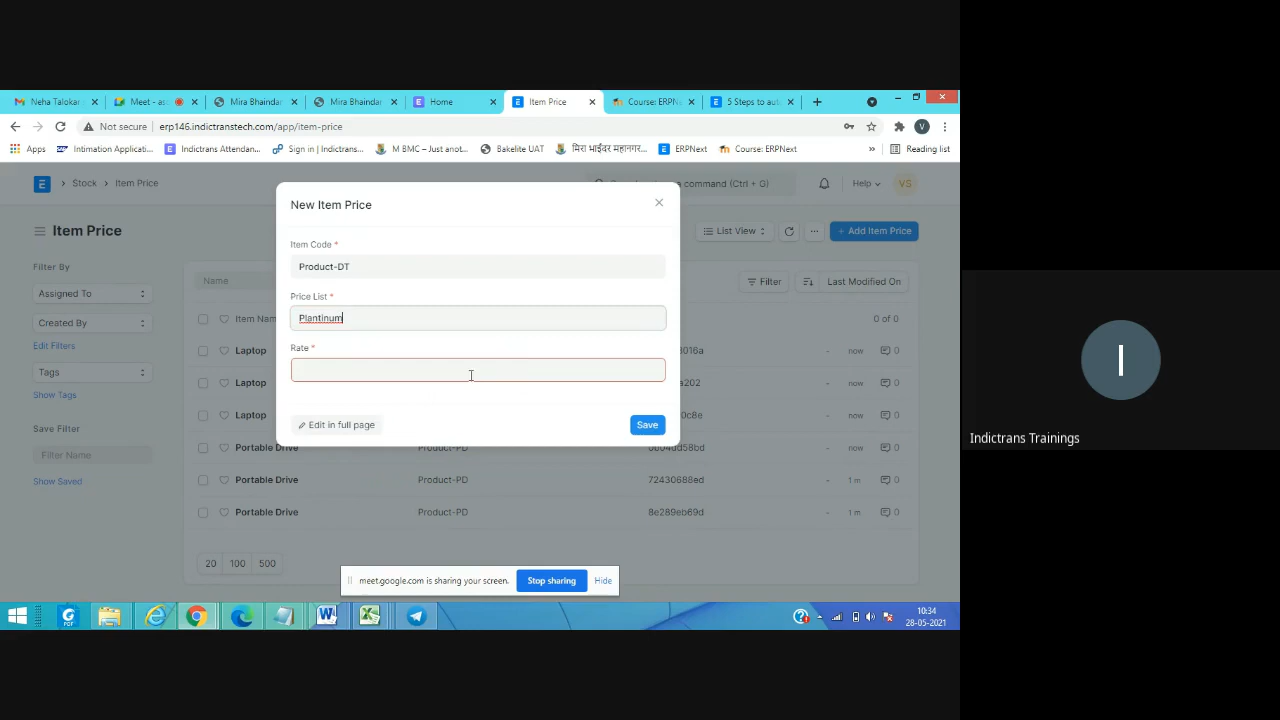 Neha Talokar
Meet - as
Mira Bhaindar
Mira Bhaindar
Home
Item Price
Course: ERPNe
5 Steps to aut
Not secure
erp146.indictranstech.com/app/item-price
Apps
Intimation Applicati...
Indictrans Attendan...
Sign in | Indictrans...
M BMC – Just anot...
Bakelite UAT
मिरा भाईंदर महानगर...
ERPNext
Course: ERPNext
»
Reading list
Stock
Item Price
a command (Ctrl + G)
Help
VS
Item Price
List View
+ Add Item Price
New Item Price
Item Code *
Product-DT
Price List *
Plantinum
Rate *
Edit in full page
Save
Filter By
Assigned To
Created By
Edit Filters
Tags
Show Tags
Save Filter
Filter Name
Show Saved
Name
Filter
Last Modified On
Item Nam
0 of 0
Laptop
8016a
-
now
0
Laptop
a202
-
now
0
Laptop
0c8e
-
now
0
Portable Drive
Product-PD
0b04dd58bd
-
now
0
Portable Drive
Product-PD
72430688ed
-
1 m
0
Portable Drive
Product-PD
8e289eb69d
-
1 m
0
20
100
500
meet.google.com is sharing your screen.
Stop sharing
Hide
10:34
28-05-2021
I
Indictrans Trainings